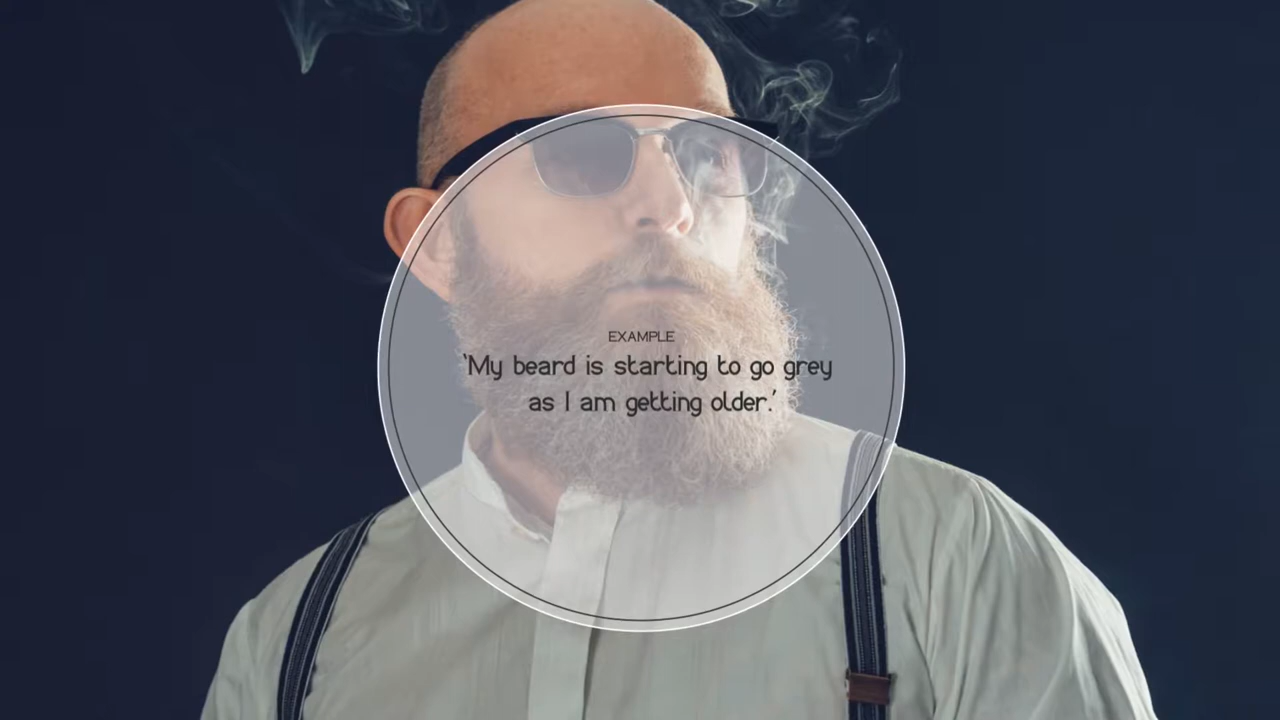 EXAMPLE
‘My beard is starting to go grey
as I am getting older.’